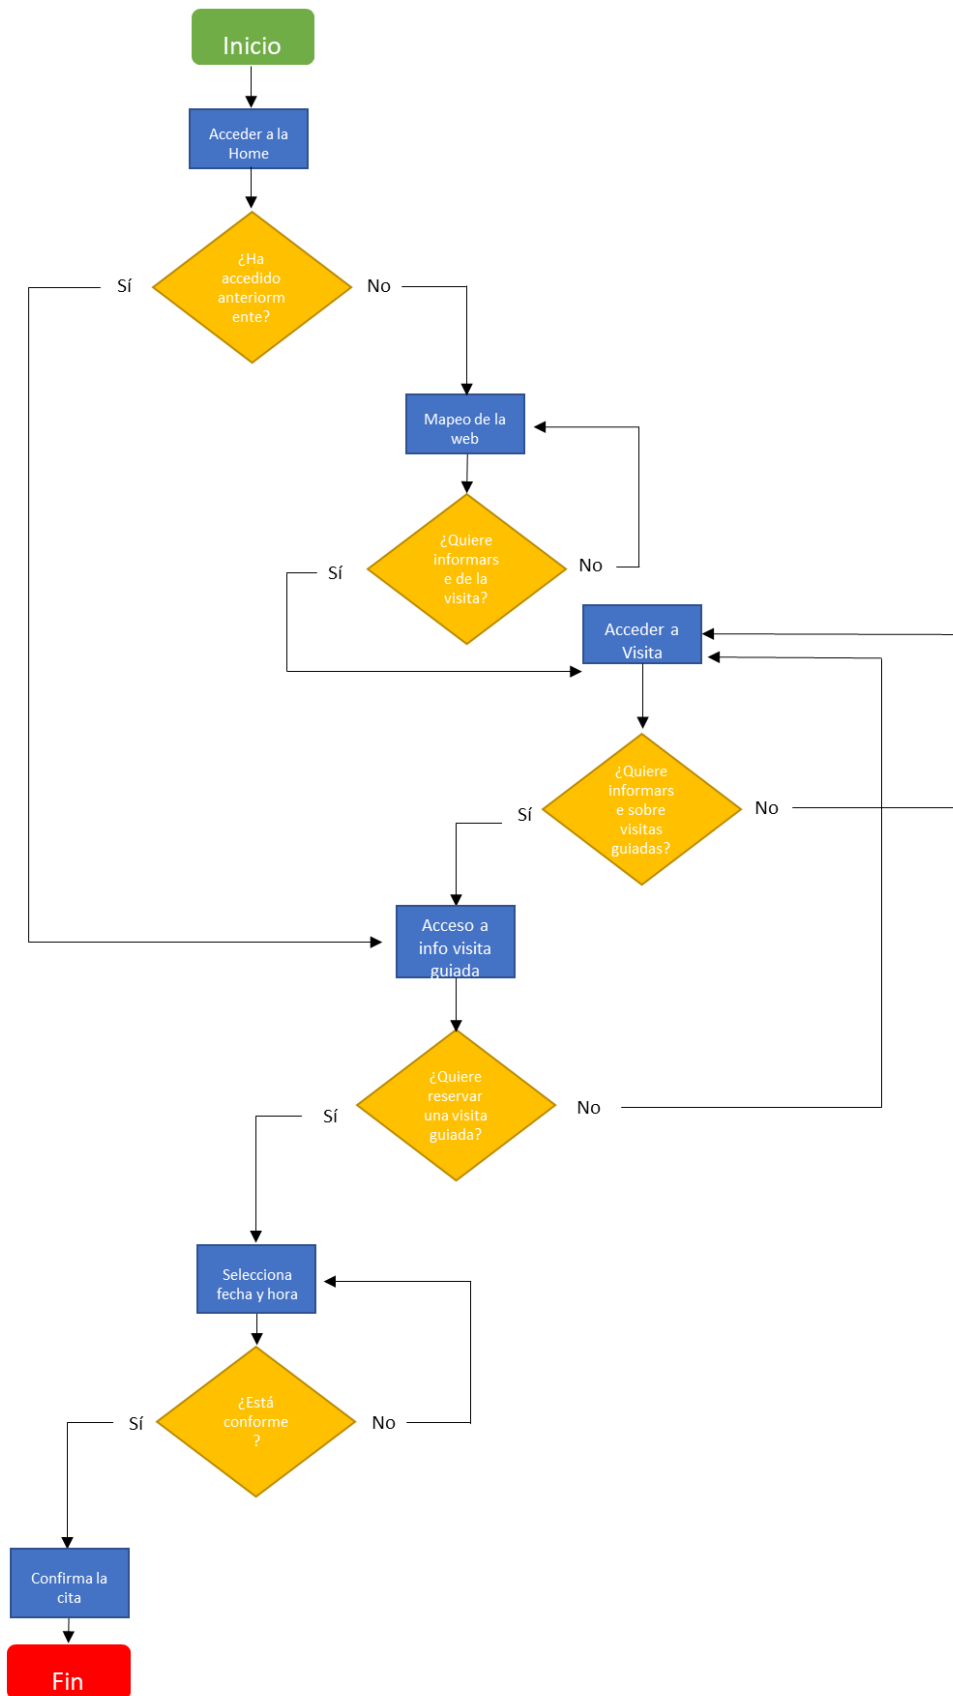 Inicio
Acceder a la
Home
¿Ha
accedido
anteriorm
ente?
Sí
No
Mapeo de la
web
¿Quiere
informars
e de la
visita?
Sí
No
Acceder a
Visita
¿Quiere
informars
e sobre
visitas
guiadas?
Sí
No
Acceso a
info visita
guiada
¿Quiere
reservar
una visita
guiada?
Sí
No
Selecciona
fecha y hora
¿Está
conforme
?
Sí
No
Confirma la
cita
Fin